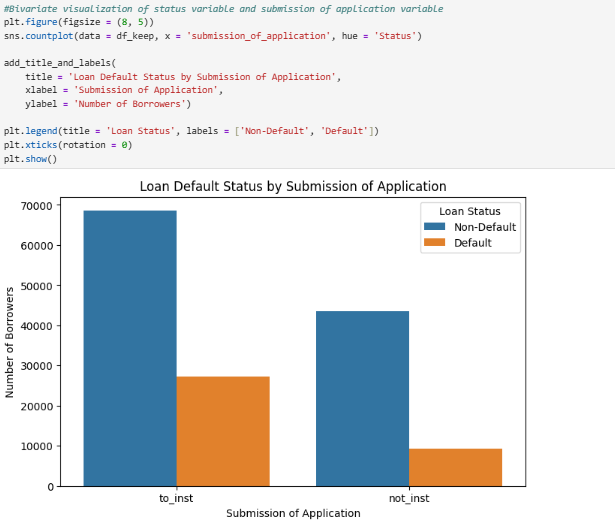 #Bivariate visualization of status variable and submission of application variable
plt.figure(figsize = (8, 5))
sns.countplot(data = df_keep, x = 'submission_of_application', hue = 'Status')
add_title_and_labels(
    title = 'Loan Default Status by Submission of Application',
    xlabel = 'Submission of Application',
    ylabel = 'Number of Borrowers')
plt.legend(title = 'Loan Status', labels = ['Non-Default', 'Default'])
plt.xticks(rotation = 0)
plt.show()
Loan Default Status by Submission of Application
Loan Status
Non-Default
Default
70000
60000
50000
40000
30000
20000
10000
0
Number of Borrowers
to_inst not_inst
Submission of Application